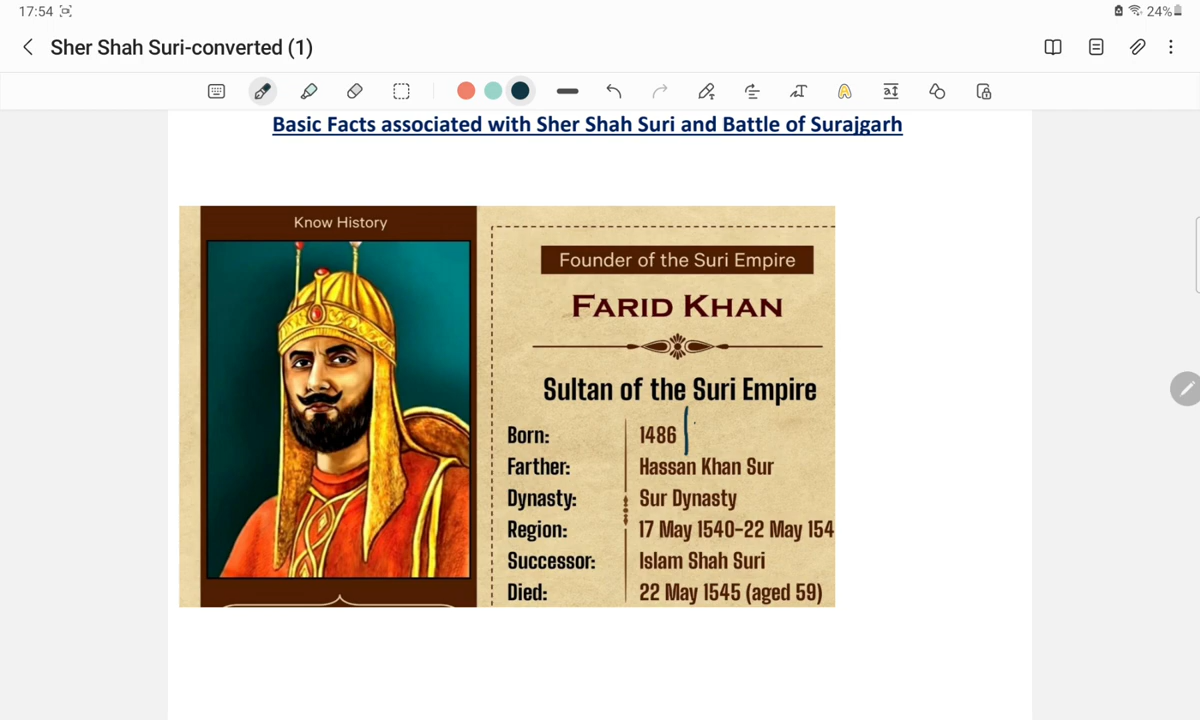 17:54
24%
Sher Shah Suri-converted (1)
Basic Facts associated with Sher Shah Suri and Battle of Surajgarh
Know History
Founder of the Suri Empire
FARID KHAN
Sultan of the Suri Empire
Born: 1486
Farther: Hassan Khan Sur
Dynasty: Sur Dynasty
Region: 17 May 1540-22 May 154
Successor: Islam Shah Suri
Died: 22 May 1545 (aged 59)